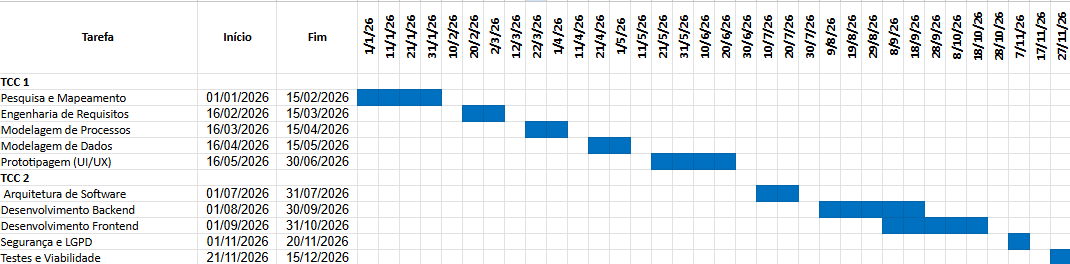 Tarefa Início Fim 1/1/26 11/1/26 21/1/26 31/1/26 10/2/26 20/2/26 2/3/26 12/3/26 22/3/26 1/4/26 11/4/26 21/4/26 1/5/26 11/5/26 21/5/26 31/5/26 10/6/26 20/6/26 30/6/26 10/7/26 20/7/26 30/7/26 9/8/26 19/8/26 29/8/26 8/9/26 18/9/26 28/9/26 8/10/26 18/10/26 28/10/26 7/11/26 17/11/26 27/11/26
TCC 1
Pesquisa e Mapeamento 01/01/2026 15/02/2026
Engenharia de Requisitos 16/02/2026 15/03/2026
Modelagem de Processos 16/03/2026 15/04/2026
Modelagem de Dados 16/04/2026 15/05/2026
Prototipagem (UI/UX) 16/05/2026 30/06/2026
TCC 2
Arquitetura de Software 01/07/2026 31/07/2026
Desenvolvimento Backend 01/08/2026 30/09/2026
Desenvolvimento Frontend 01/09/2026 31/10/2026
Segurança e LGPD 01/11/2026 20/11/2026
Testes e Viabilidade 21/11/2026 15/12/2026